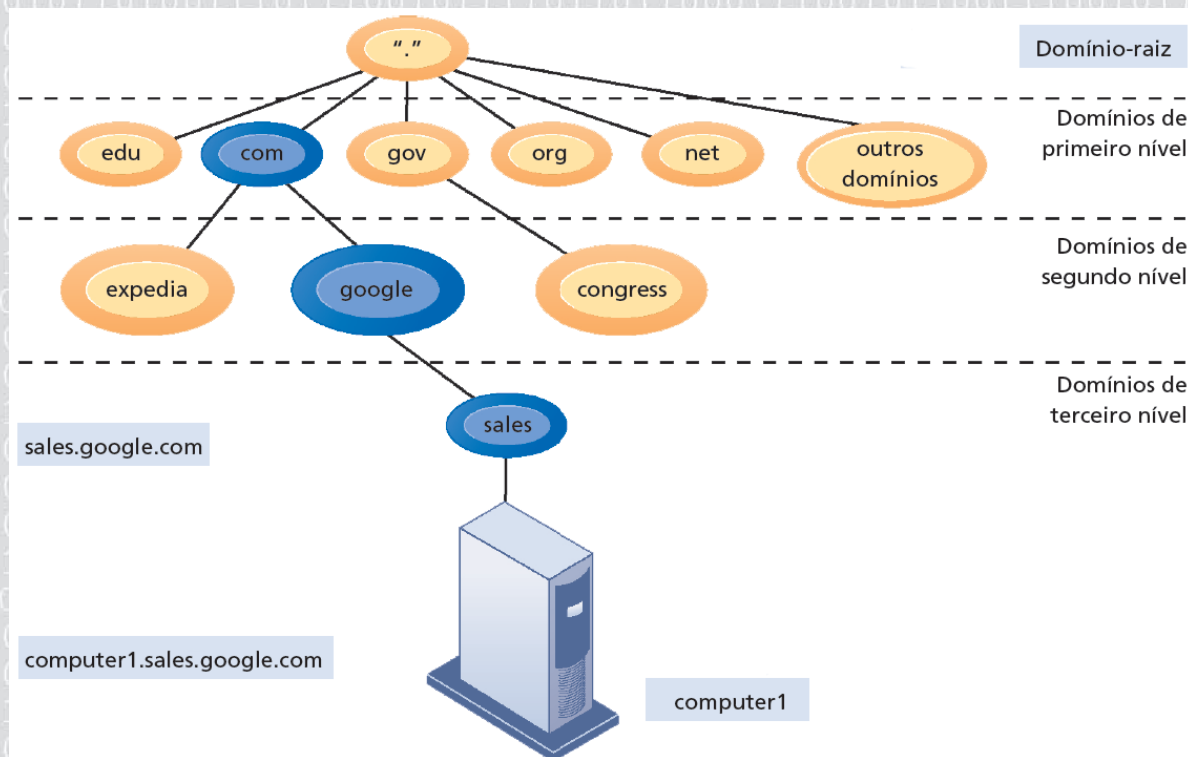 “.”
Domínio-raiz
edu
com
gov
org
net
outros
domínios
Domínios de
primeiro nível
expedia
google
congress
Domínios de
segundo nível
sales
Domínios de
terceiro nível
sales.google.com
computer1.sales.google.com
computer1